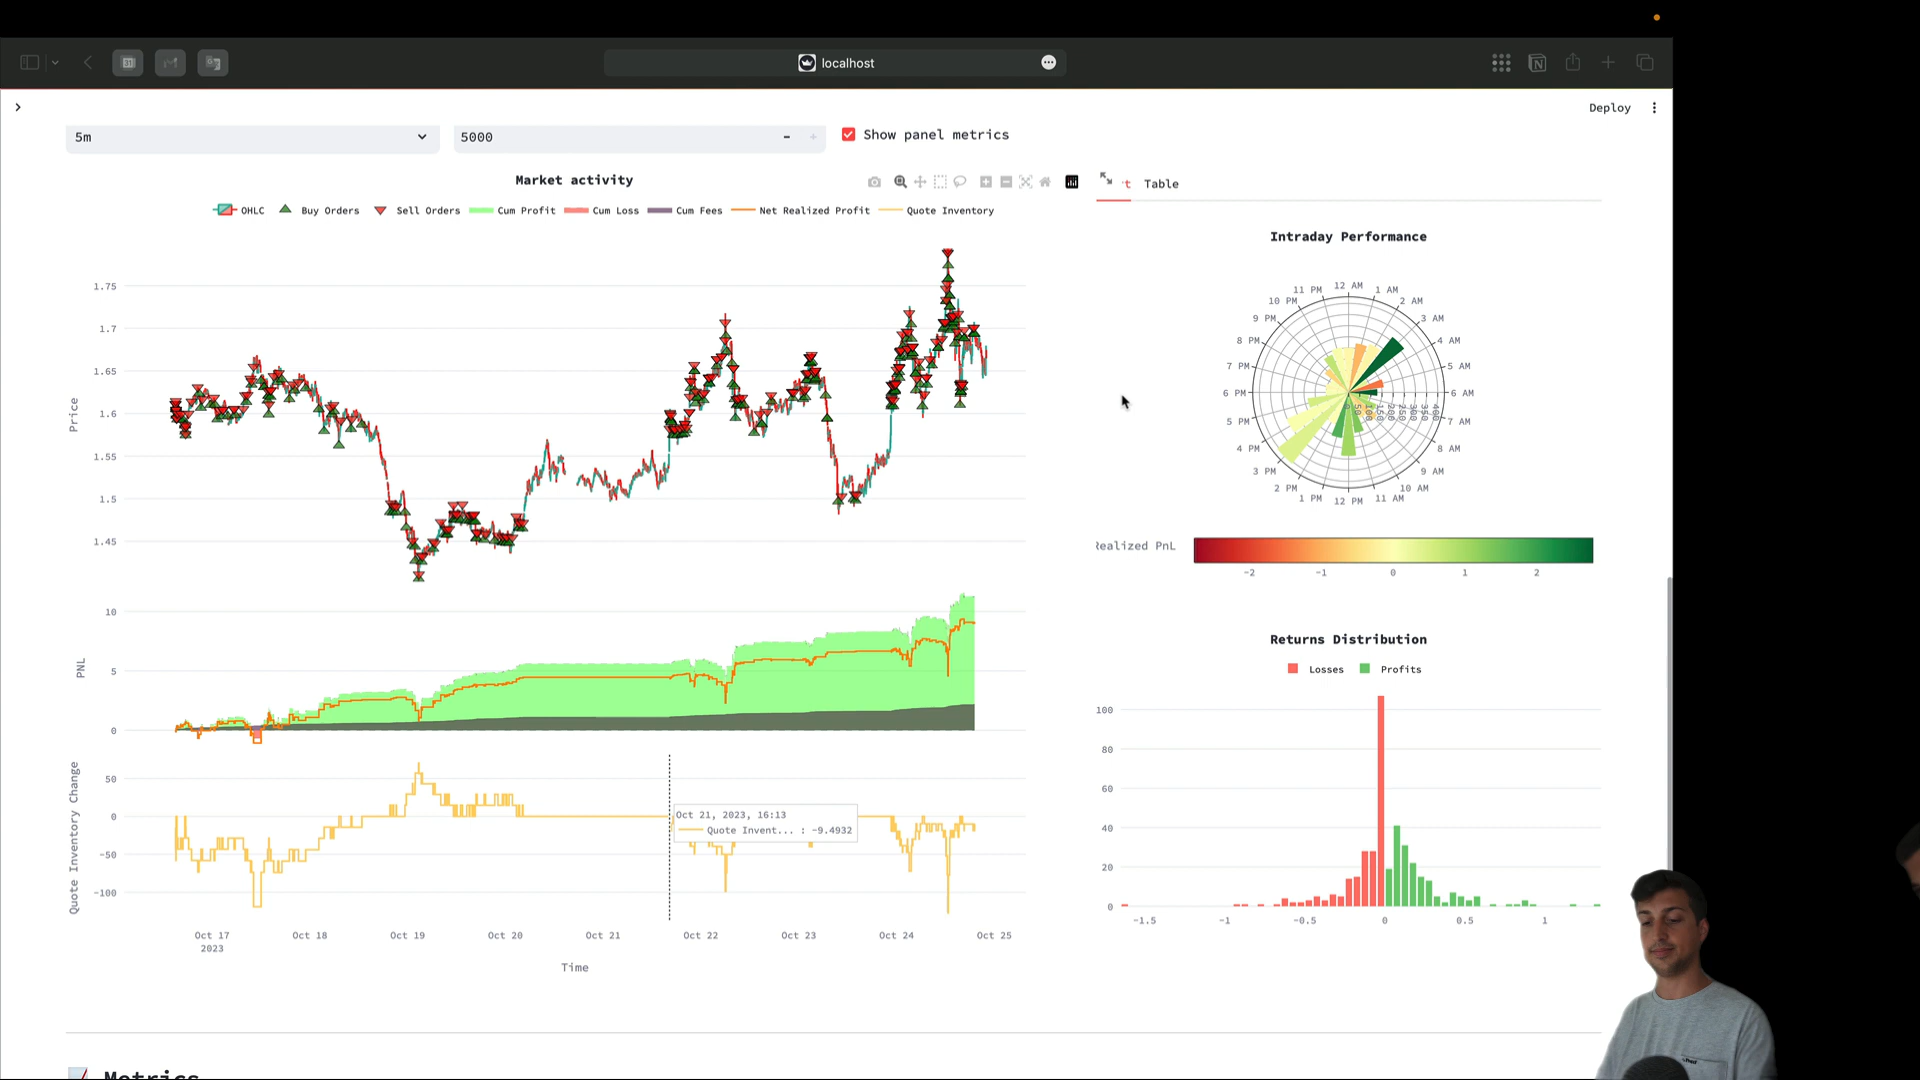 localhost
Deploy
5m
5000
Show panel metrics
Market activity
OHLC Buy Orders Sell Orders Cum Profit Cum Loss Cum Fees Net Realized Profit Quote Inventory
Price
1.75
1.7
1.65
1.6
1.55
1.5
1.45
PNL
10
5
0
Quote Inventory Change
50
0
−50
−100
Oct 21, 2023, 16:13
Quote Invent... : −9.4932
Oct 17
2023
Oct 18
Oct 19
Oct 20
Oct 21
Oct 22
Oct 23
Oct 24
Oct 25
Time
t
Table
Intraday Performance
12 AM
1 AM
2 AM
3 AM
4 AM
5 AM
6 AM
7 AM
8 AM
9 AM
10 AM
11 AM
12 PM
1 PM
2 PM
3 PM
4 PM
5 PM
6 PM
7 PM
8 PM
9 PM
10 PM
11 PM
Realized PnL
−2 −1 0 1 2
Returns Distribution
Losses Profits
100
80
60
40
20
0
−1.5 −1 −0.5 0 0.5 1
Metrics